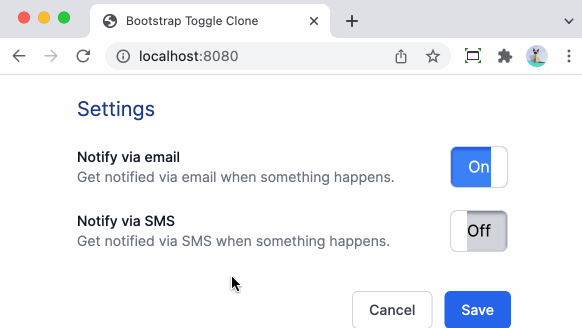 Bootstrap Toggle Clone
localhost:8080
Settings
Notify via email
Get notified via email when something happens.
On
Notify via SMS
Get notified via SMS when something happens.
Off
Cancel
Save